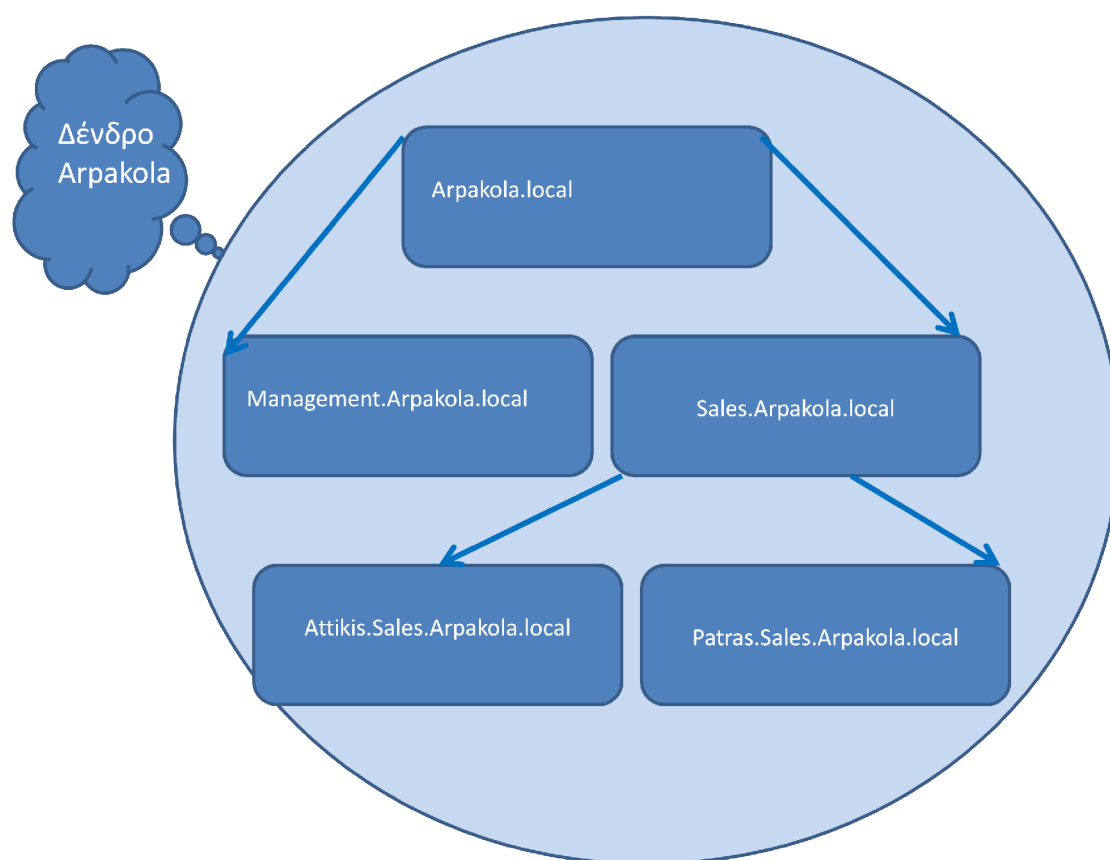 Δένδρο
Arpakola
Arpakola.local
Management.Arpakola.local
Sales.Arpakola.local
Attikis.Sales.Arpakola.local
Patras.Sales.Arpakola.local